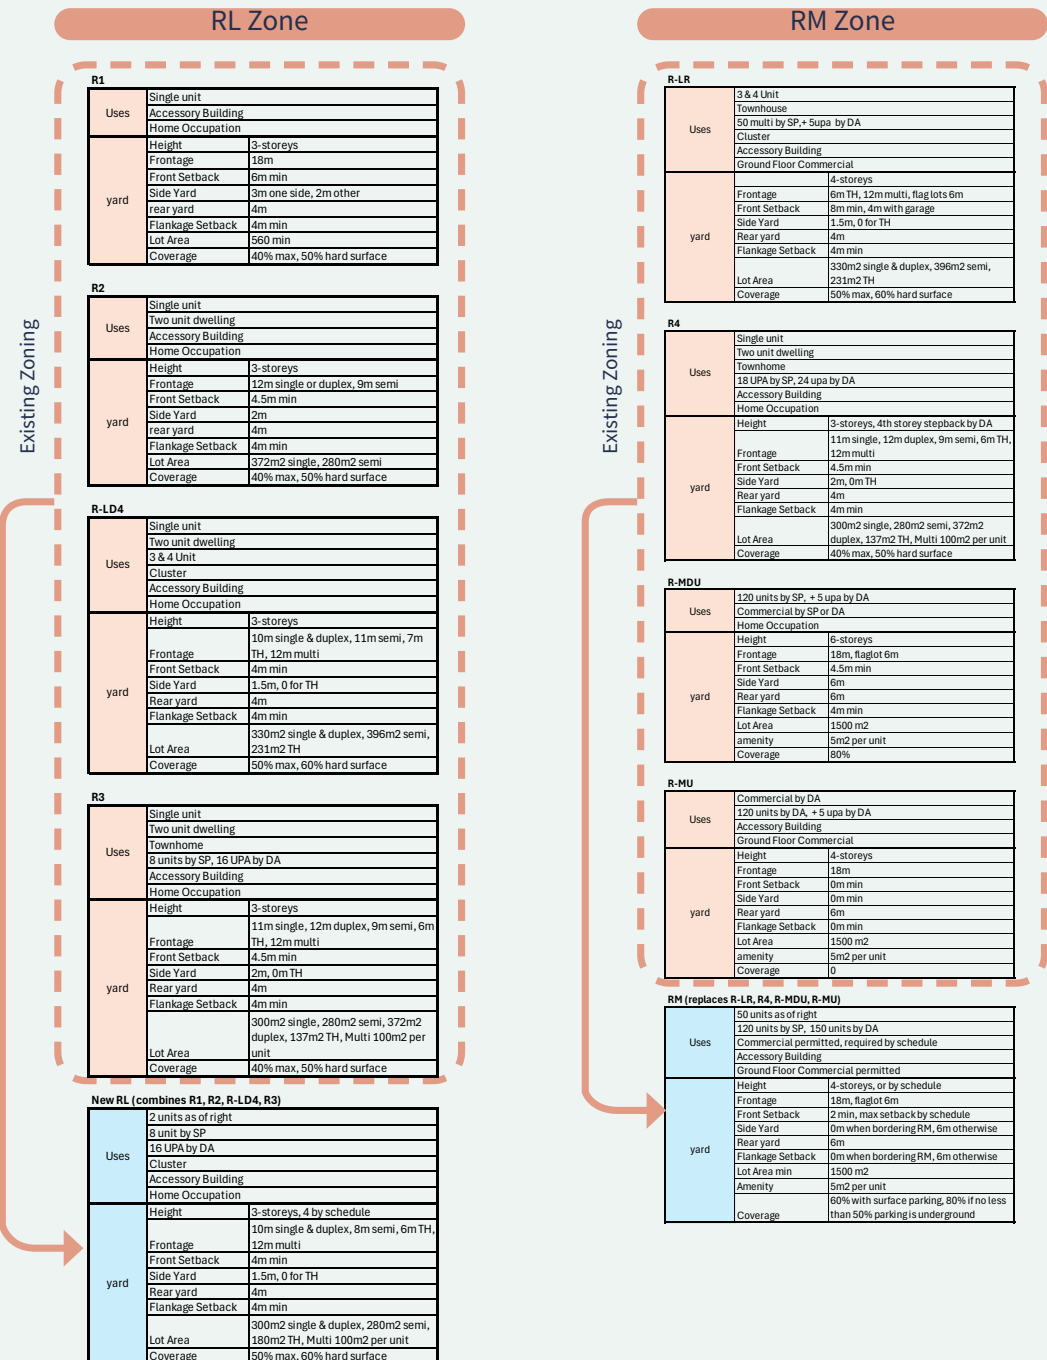 RL Zone
Existing Zoning
R1
Uses
Single unit
Accessory Building
Home Occupation
yard
Height 3-storeys
Frontage 18m
Front Setback 6m min
Side Yard 3m one side, 2m other
rear yard 4m
Flankage Setback 4m min
Lot Area 560 min
Coverage 40% max, 50% hard surface
R2
Uses
Single unit
Two unit dwelling
Accessory Building
Home Occupation
yard
Height 3-storeys
Frontage 12m single or duplex, 9m semi
Front Setback 4.5m min
Side Yard 2m
rear yard 4m
Flankage Setback 4m min
Lot Area 372m2 single, 280m2 semi
Coverage 40% max, 50% hard surface
R-LD4
Uses
Single unit
Two unit dwelling
3 & 4 Unit
Cluster
Accessory Building
Home Occupation
yard
Height 3-storeys
10m single & duplex, 11m semi, 7m
Frontage TH, 12m multi
Front Setback 4m min
Side Yard 1.5m, 0 for TH
Rear yard 4m
Flankage Setback 4m min
330m2 single & duplex, 396m2 semi,
Lot Area 231m2 TH
Coverage 50% max, 60% hard surface
R3
Uses
Single unit
Two unit dwelling
Townhome
8 units by SP, 16 UPA by DA
Accessory Building
Home Occupation
yard
Height 3-storeys
11m single, 12m duplex, 9m semi, 6m
Frontage TH, 12m multi
Front Setback 4.5m min
Side Yard 2m, 0m TH
Rear yard 4m
Flankage Setback 4m min
300m2 single, 280m2 semi, 372m2
duplex, 137m2 TH, Multi 100m2 per
Lot Area unit
Coverage 40% max, 50% hard surface
New RL (combines R1, R2, R-LD4, R3)
Uses
2 units as of right
8 unit by SP
16 UPA by DA
Cluster
Accessory Building
Home Occupation
yard
Height 3-storeys, 4 by schedule
10m single & duplex, 8m semi, 6m TH,
Frontage 12m multi
Front Setback 4m min
Side Yard 1.5m, 0 for TH
Rear yard 4m
Flankage Setback 4m min
300m2 single & duplex, 280m2 semi,
Lot Area 180m2 TH, Multi 100m2 per unit
Coverage 50% max, 60% hard surface
RM Zone
Existing Zoning
R-LR
Uses
3 & 4 Unit
Townhouse
50 multi by SP,+ 5upa by DA
Cluster
Accessory Building
Ground Floor Commercial
yard
4-storeys
Frontage 6m TH, 12m multi, flag lots 6m
Front Setback 8m min, 4m with garage
Side Yard 1.5m, 0 for TH
Rear yard 4m
Flankage Setback 4m min
330m2 single & duplex, 396m2 semi,
Lot Area 231m2 TH
Coverage 50% max, 60% hard surface
R4
Uses
Single unit
Two unit dwelling
Townhome
18 UPA by SP, 24 upa by DA
Accessory Building
Home Occupation
yard
Height 3-storeys, 4th storey stepback by DA
11m single, 12m duplex, 9m semi, 6m TH,
Frontage 12m multi
Front Setback 4.5m min
Side Yard 2m, 0m TH
Rear yard 4m
Flankage Setback 4m min
300m2 single, 280m2 semi, 372m2
Lot Area duplex, 137m2 TH, Multi 100m2 per unit
Coverage 40% max, 50% hard surface
R-MDU
Uses
120 units by SP, + 5 upa by DA
Commercial by SP or DA
Home Occupation
yard
Height 6-storeys
Frontage 18m, flaglot 6m
Front Setback 4.5m min
Side Yard 6m
Rear yard 6m
Flankage Setback 4m min
Lot Area 1500 m2
amenity 5m2 per unit
Coverage 80%
R-MU
Uses
Commercial by DA
120 units by DA, + 5 upa by DA
Accessory Building
Ground Floor Commercial
yard
Height 4-storeys
Frontage 18m
Front Setback 0m min
Side Yard 0m min
Rear yard 6m
Flankage Setback 0m min
Lot Area 1500 m2
amenity 5m2 per unit
Coverage 0
RM (replaces R-LR, R4, R-MDU, R-MU)
Uses
50 units as of right
120 units by SP, 150 units by DA
Commercial permitted, required by schedule
Accessory Building
Ground Floor Commercial permitted
yard
Height 4-storeys, or by schedule
Frontage 18m, flaglot 6m
Front Setback 2 min, max setback by schedule
Side Yard 0m when bordering RM, 6m otherwise
Rear yard 6m
Flankage Setback 0m when bordering RM, 6m otherwise
Lot Area min 1500 m2
Amenity 5m2 per unit
60% with surface parking, 80% if no less
Coverage than 50% parking is underground